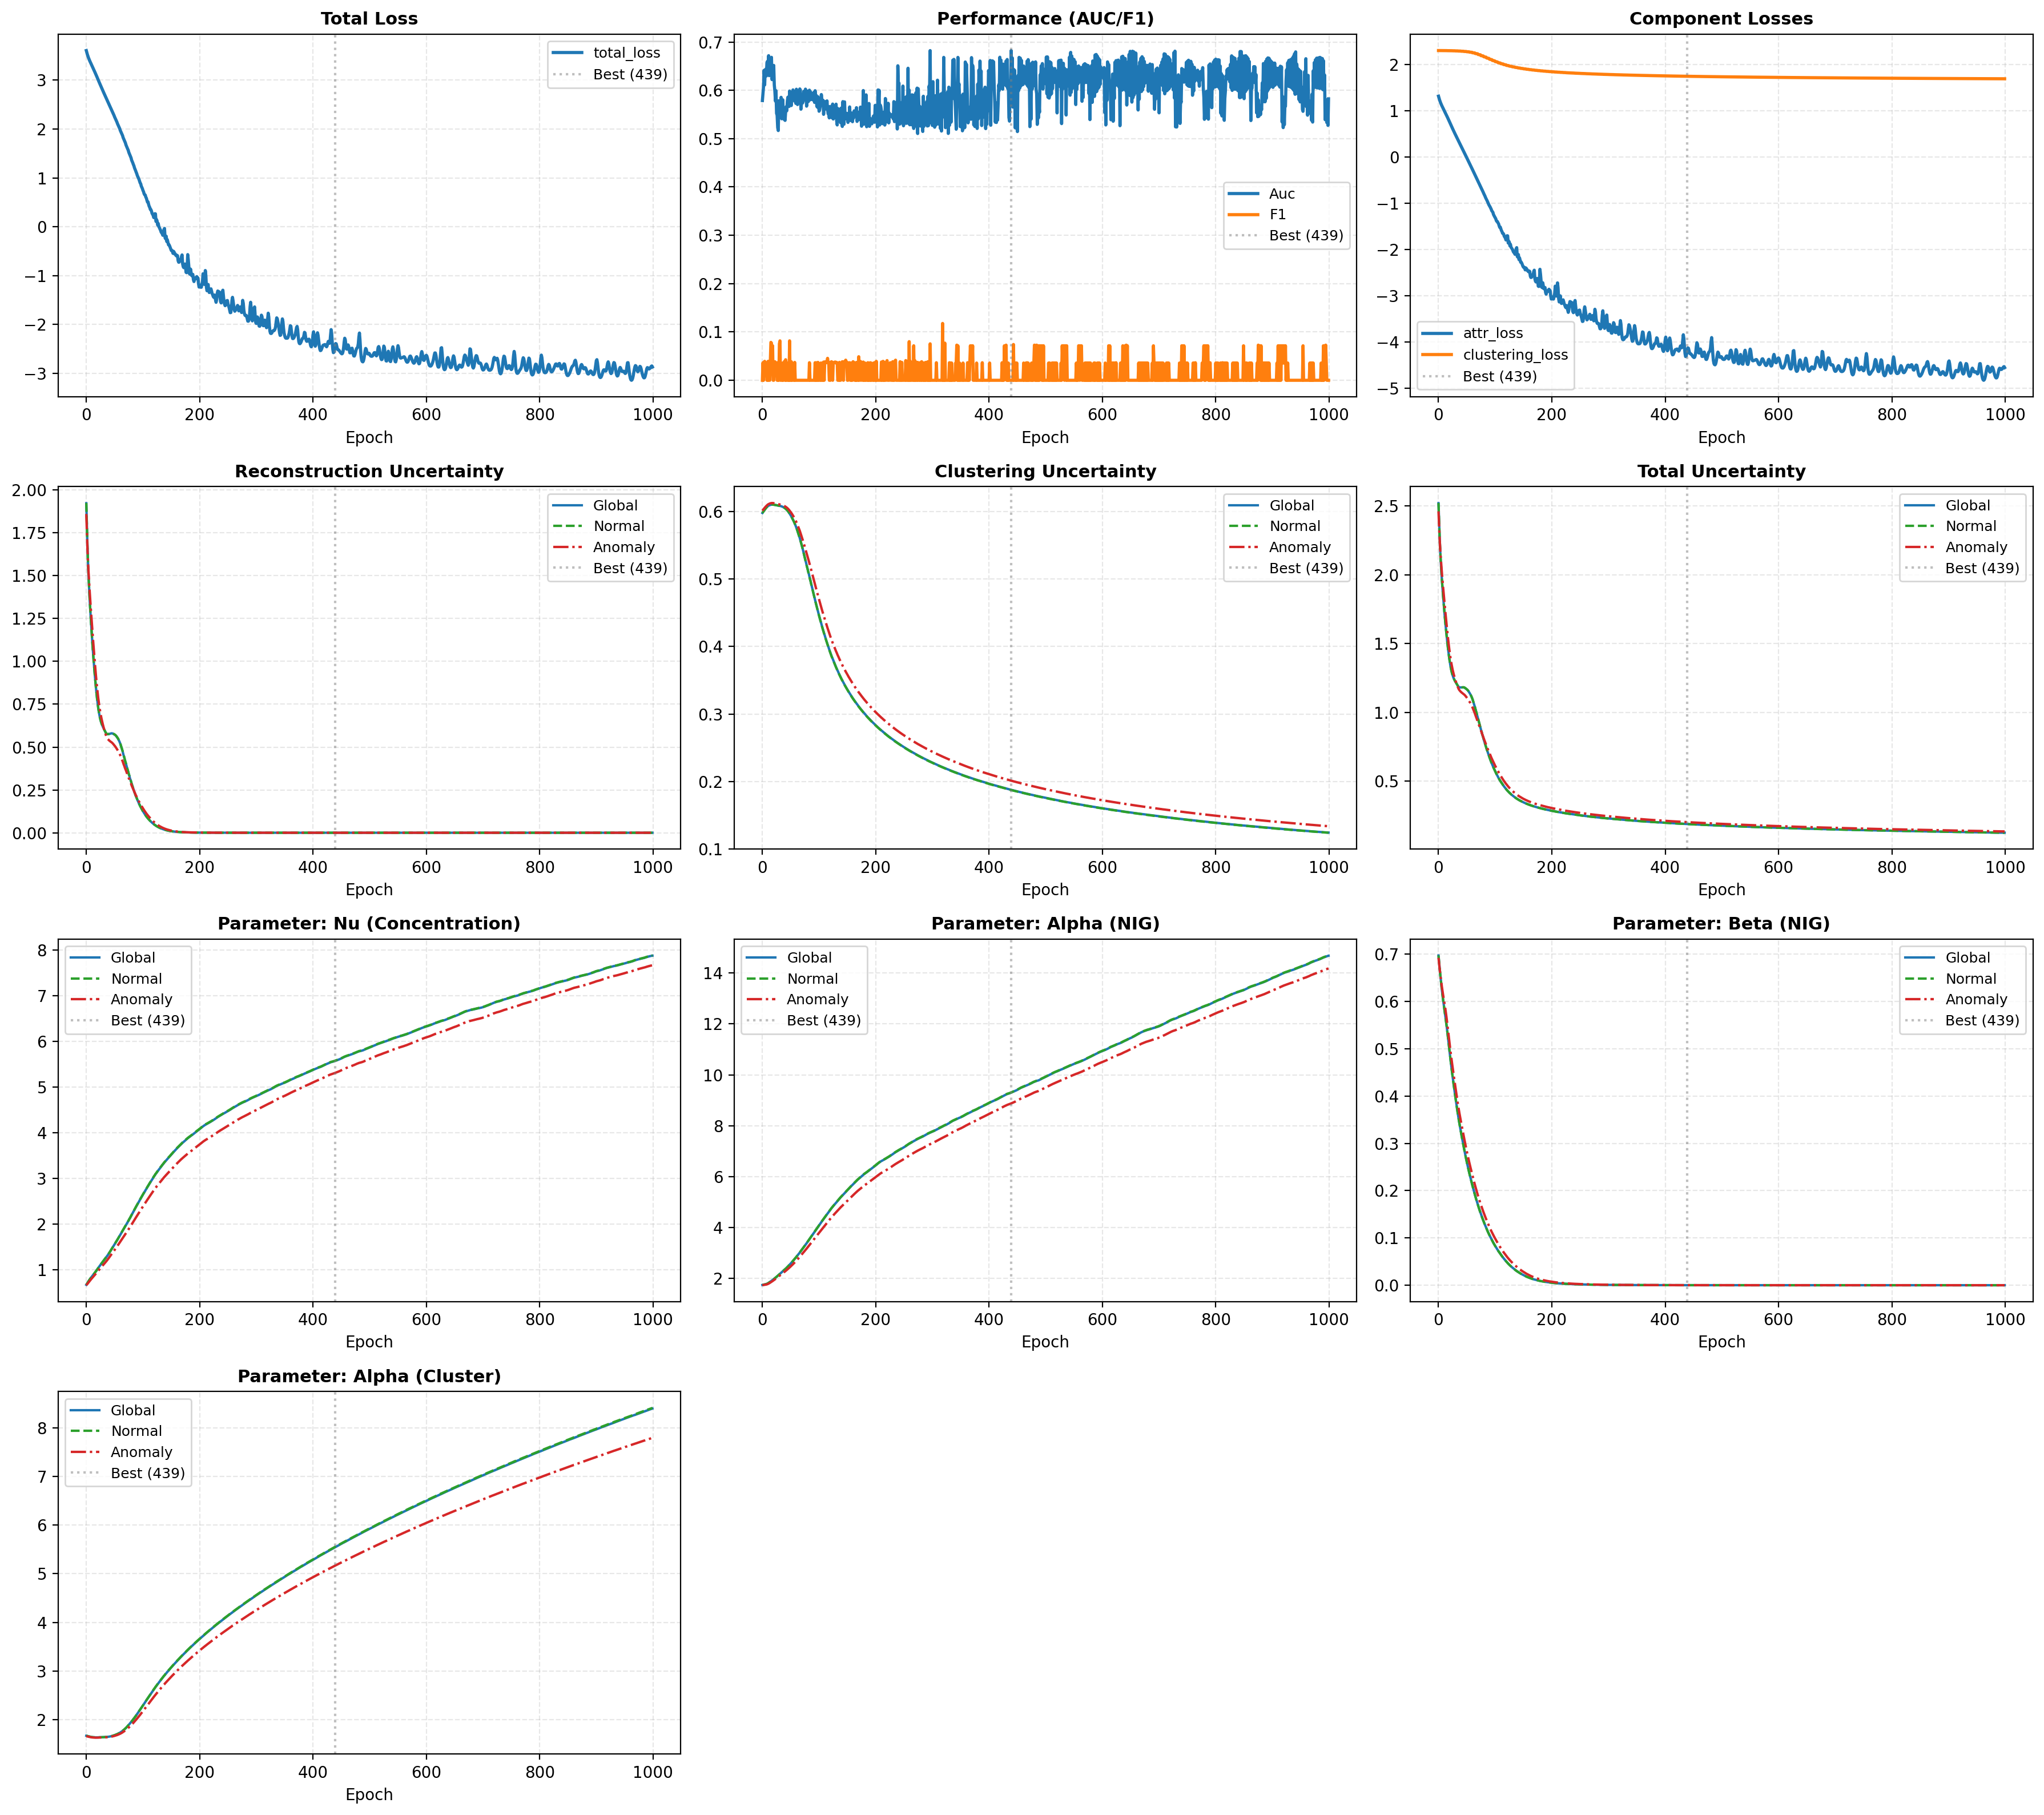 Total Loss
3
2
1
0
−1
−2
−3
0 200 400 600 800 1000
Epoch
total_loss
Best (439)
Performance (AUC/F1)
0.7
0.6
0.5
0.4
0.3
0.2
0.1
0.0
0 200 400 600 800 1000
Epoch
Auc
F1
Best (439)
Component Losses
2
1
0
−1
−2
−3
−4
−5
0 200 400 600 800 1000
Epoch
attr_loss
clustering_loss
Best (439)
Reconstruction Uncertainty
2.00
1.75
1.50
1.25
1.00
0.75
0.50
0.25
0.00
0 200 400 600 800 1000
Epoch
Global
Normal
Anomaly
Best (439)
Clustering Uncertainty
0.6
0.5
0.4
0.3
0.2
0.1
0 200 400 600 800 1000
Epoch
Global
Normal
Anomaly
Best (439)
Total Uncertainty
2.5
2.0
1.5
1.0
0.5
0 200 400 600 800 1000
Epoch
Global
Normal
Anomaly
Best (439)
Parameter: Nu (Concentration)
8
7
6
5
4
3
2
1
0 200 400 600 800 1000
Epoch
Global
Normal
Anomaly
Best (439)
Parameter: Alpha (NIG)
14
12
10
8
6
4
2
0 200 400 600 800 1000
Epoch
Global
Normal
Anomaly
Best (439)
Parameter: Beta (NIG)
0.7
0.6
0.5
0.4
0.3
0.2
0.1
0.0
0 200 400 600 800 1000
Epoch
Global
Normal
Anomaly
Best (439)
Parameter: Alpha (Cluster)
8
7
6
5
4
3
2
0 200 400 600 800 1000
Epoch
Global
Normal
Anomaly
Best (439)